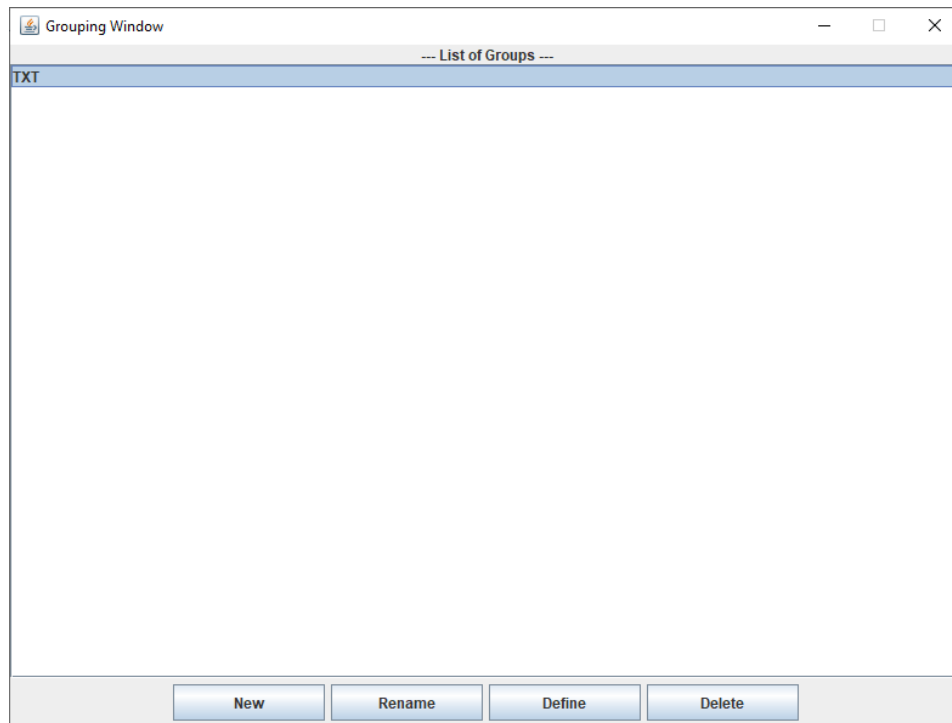 Grouping Window
--- List of Groups ---
TXT
New Rename Define Delete